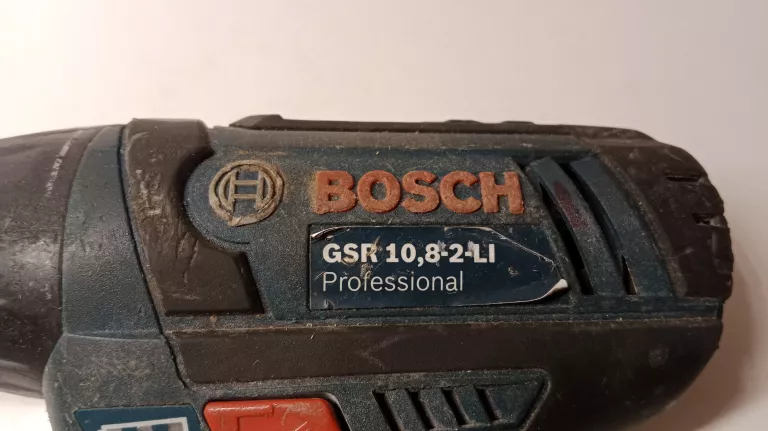 BOSCH
GSR 10,8-2-LI
Professional